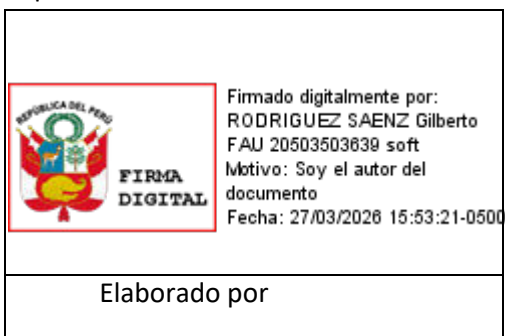 REPÚBLICA DEL PERÚ
FIRMA
DIGITAL
Firmado digitalmente por:
RODRIGUEZ SAENZ Gilberto
FAU 20503503639 soft
Motivo: Soy el autor del
documento
Fecha: 27/03/2026 15:53:21-0500
Elaborado por